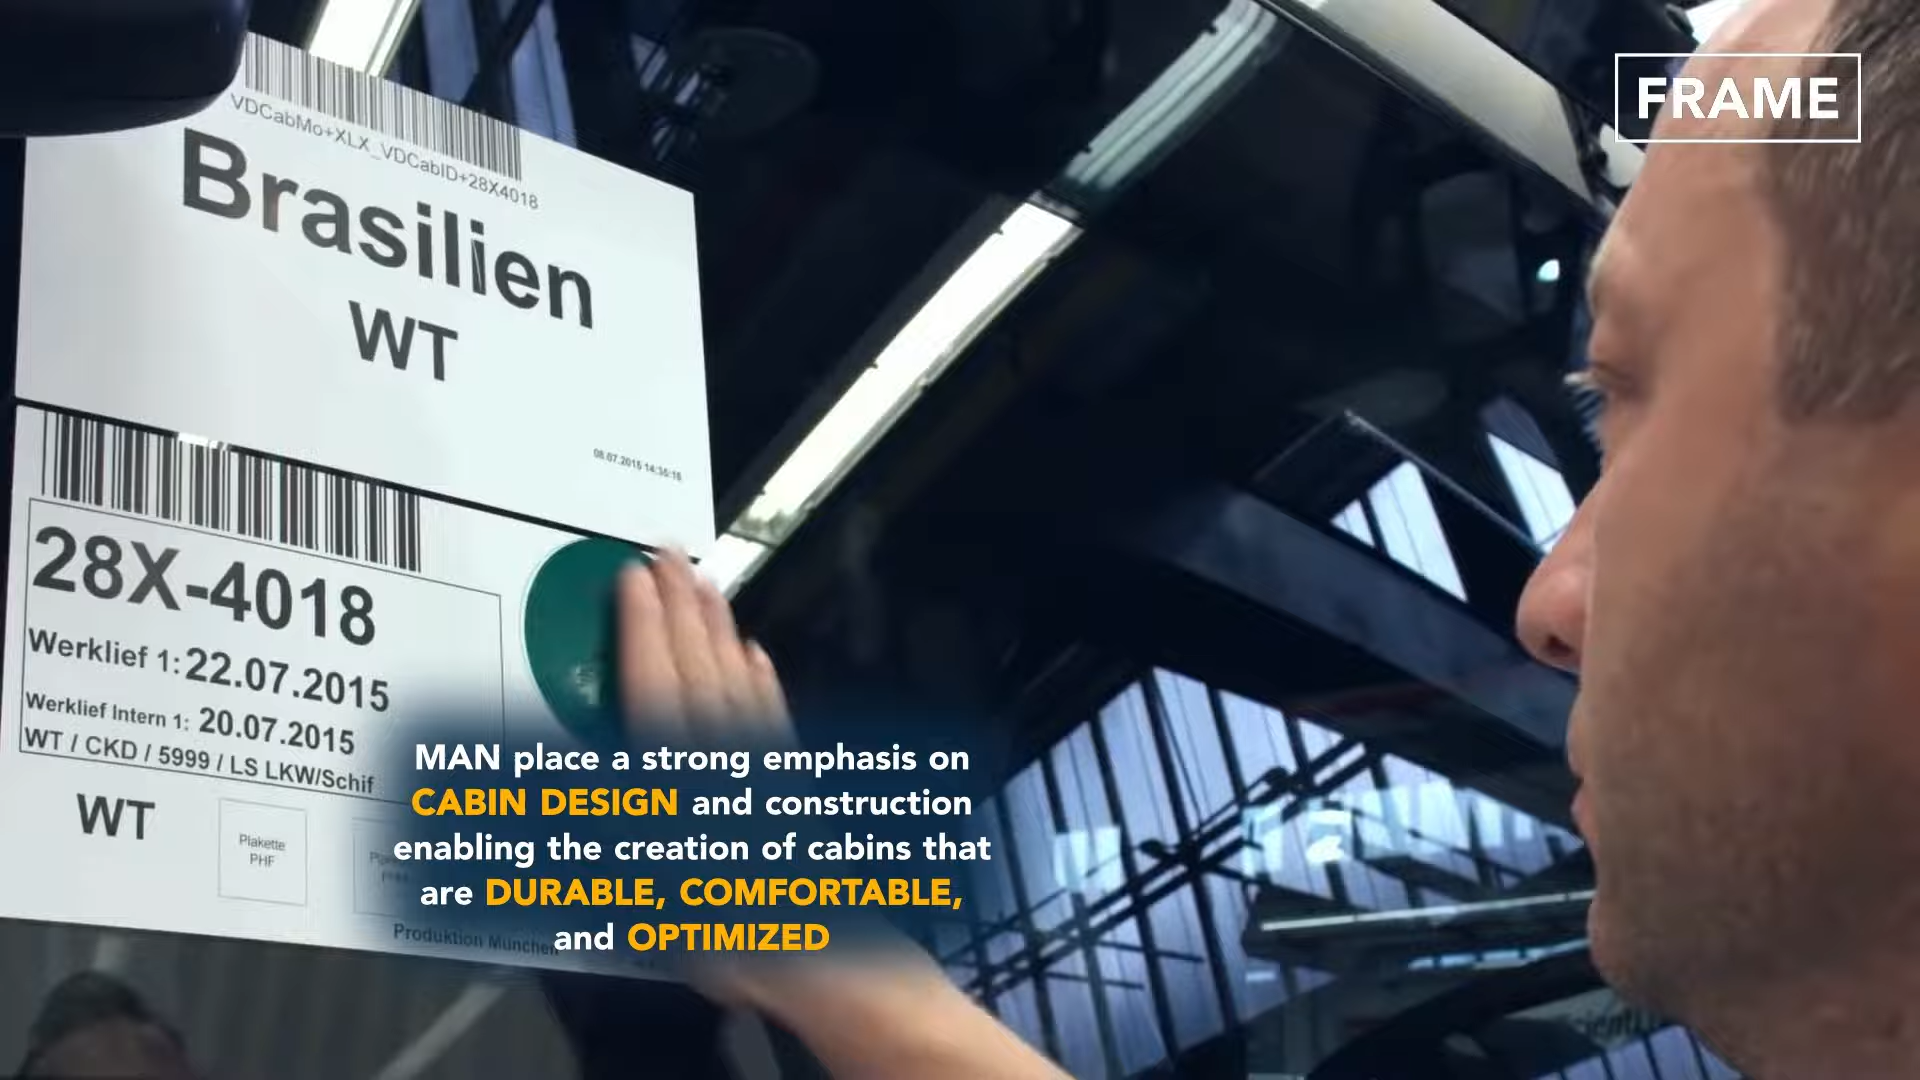 FRAME
VDCabMo+XLX_VDCabID+28X4018
Brasilien
WT
08.07.2015 14:35:16
28X-4018
Werklief 1: 22.07.2015
Werklief Intern 1: 20.07.2015
WT / CKD / 5999 / LS LKW/Schif
WT
Plakette
PHF
Produktion München
MAN place a strong emphasis on
CABIN DESIGN and construction
enabling the creation of cabins that
are DURABLE, COMFORTABLE,
and OPTIMIZED